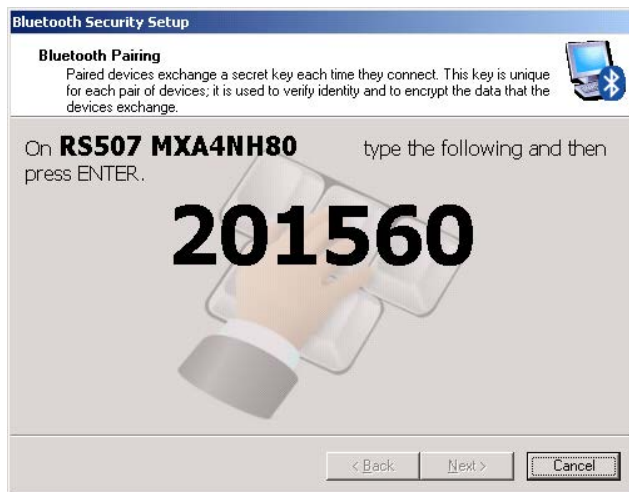 Bluetooth Security Setup
Bluetooth Pairing
Paired devices exchange a secret key each time they connect. This key is unique
for each pair of devices; it is used to verify identity and to encrypt the data that the
devices exchange.
On RS507 MXA4NH80 type the following and then
press ENTER.
201560
< Back Next > Cancel